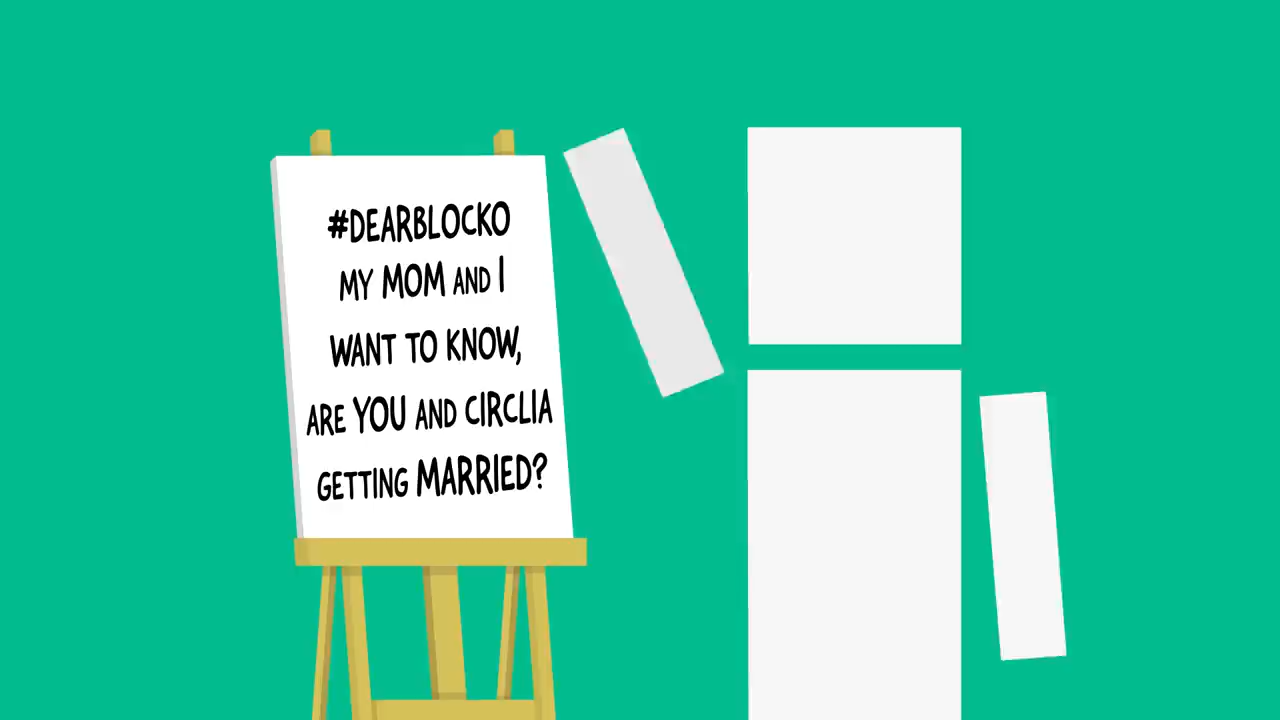 #DEARBLOCKO
MY MOM AND I
WANT TO KNOW,
ARE YOU AND CIRCLIA
GETTING MARRIED?